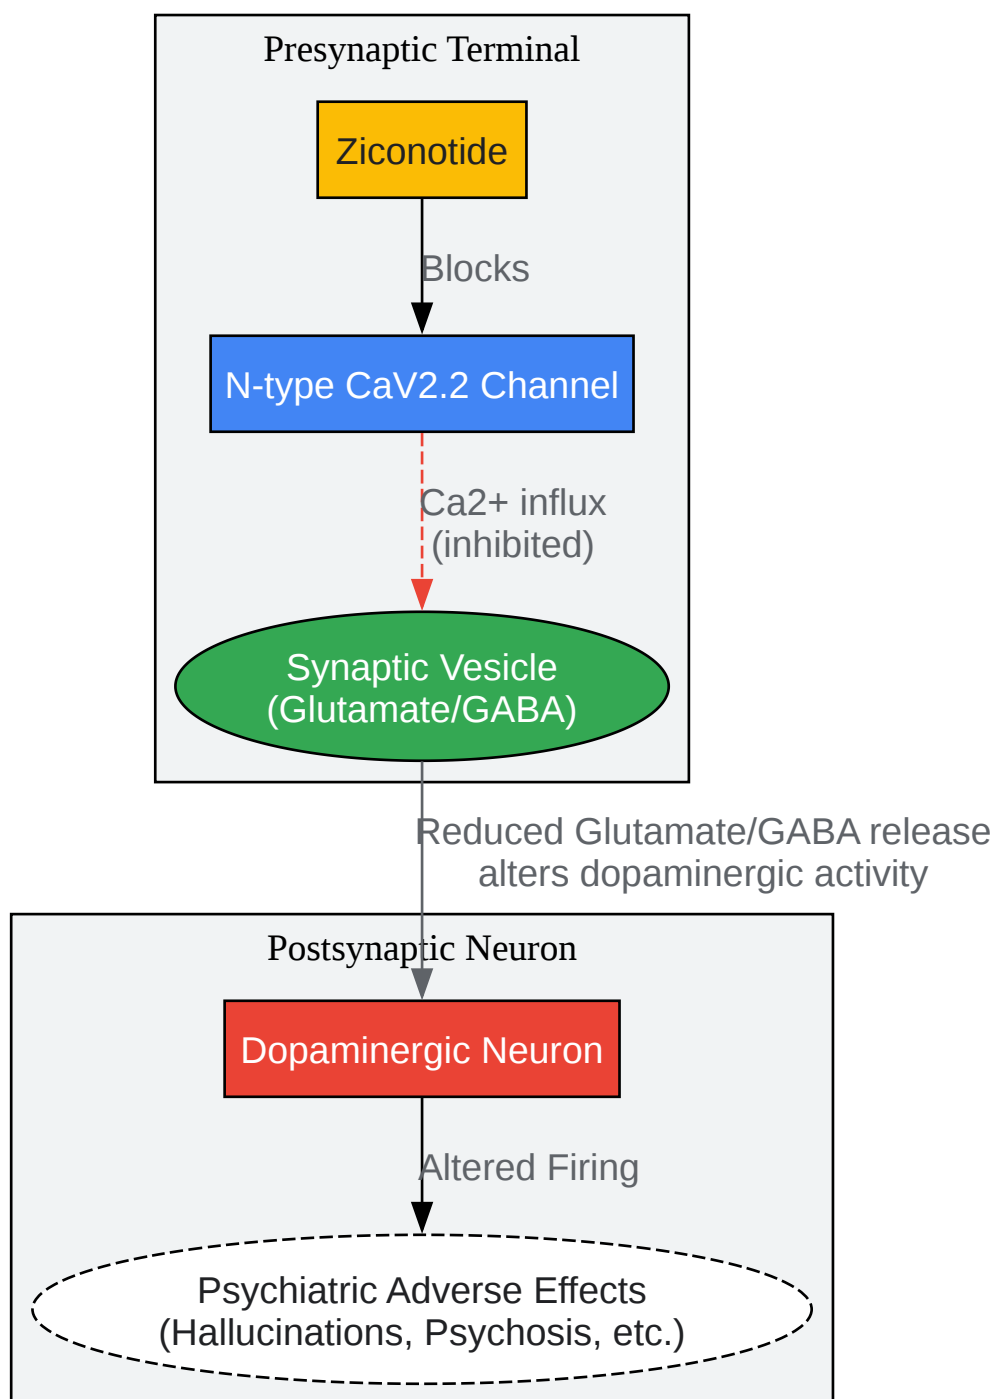 Presynaptic Terminal
Ziconotide
Blocks
N-type CaV2.2 Channel
Ca2+ influx
(inhibited)
Synaptic Vesicle
(Glutamate/GABA)
Reduced Glutamate/GABA release
alters dopaminergic activity
Postsynaptic Neuron
Dopaminergic Neuron
Altered Firing
Psychiatric Adverse Effects
(Hallucinations, Psychosis, etc.)